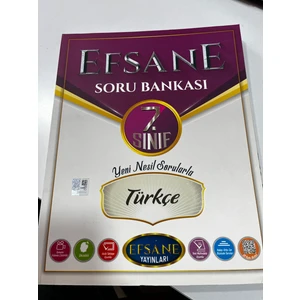 EFSANE
SORU BANKASI
7.
SINIF
Yeni Nesil Sorularla
Türkçe
EFSANE
YAYINLARI